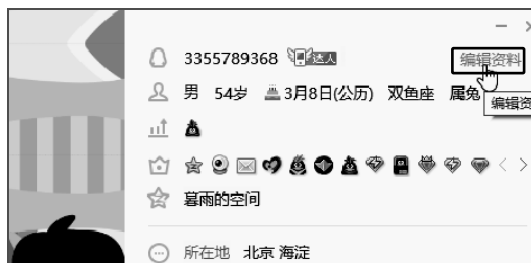 3355789368 达人 编辑资料
男 54岁 3月8日(公历) 双鱼座 属兔
编辑资
暮雨的空间
所在地 北京 海淀